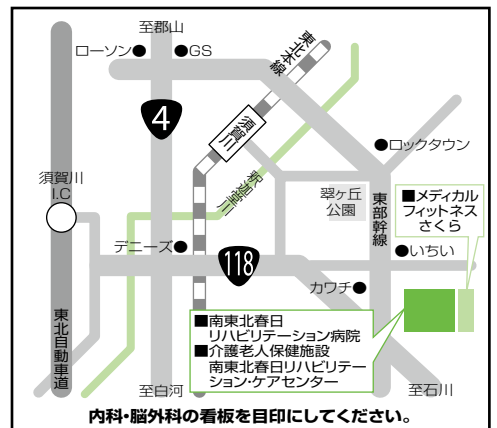 至郡山
ローソン●
●GS
東北本線
4
須賀川
●ロックタウン
須賀川
I.C
釈迦堂川
翠ヶ丘
公園
東部幹線
■メディカル
フィットネス
さくら
デニーズ●
●いちい
118
カワチ●
東北自動車道
■南東北春日
リハビリテーション病院
■介護老人保健施設
南東北春日リハビリテー
ション・ケアセンター
至白河
至石川
内科・脳外科の看板を目印にしてください。